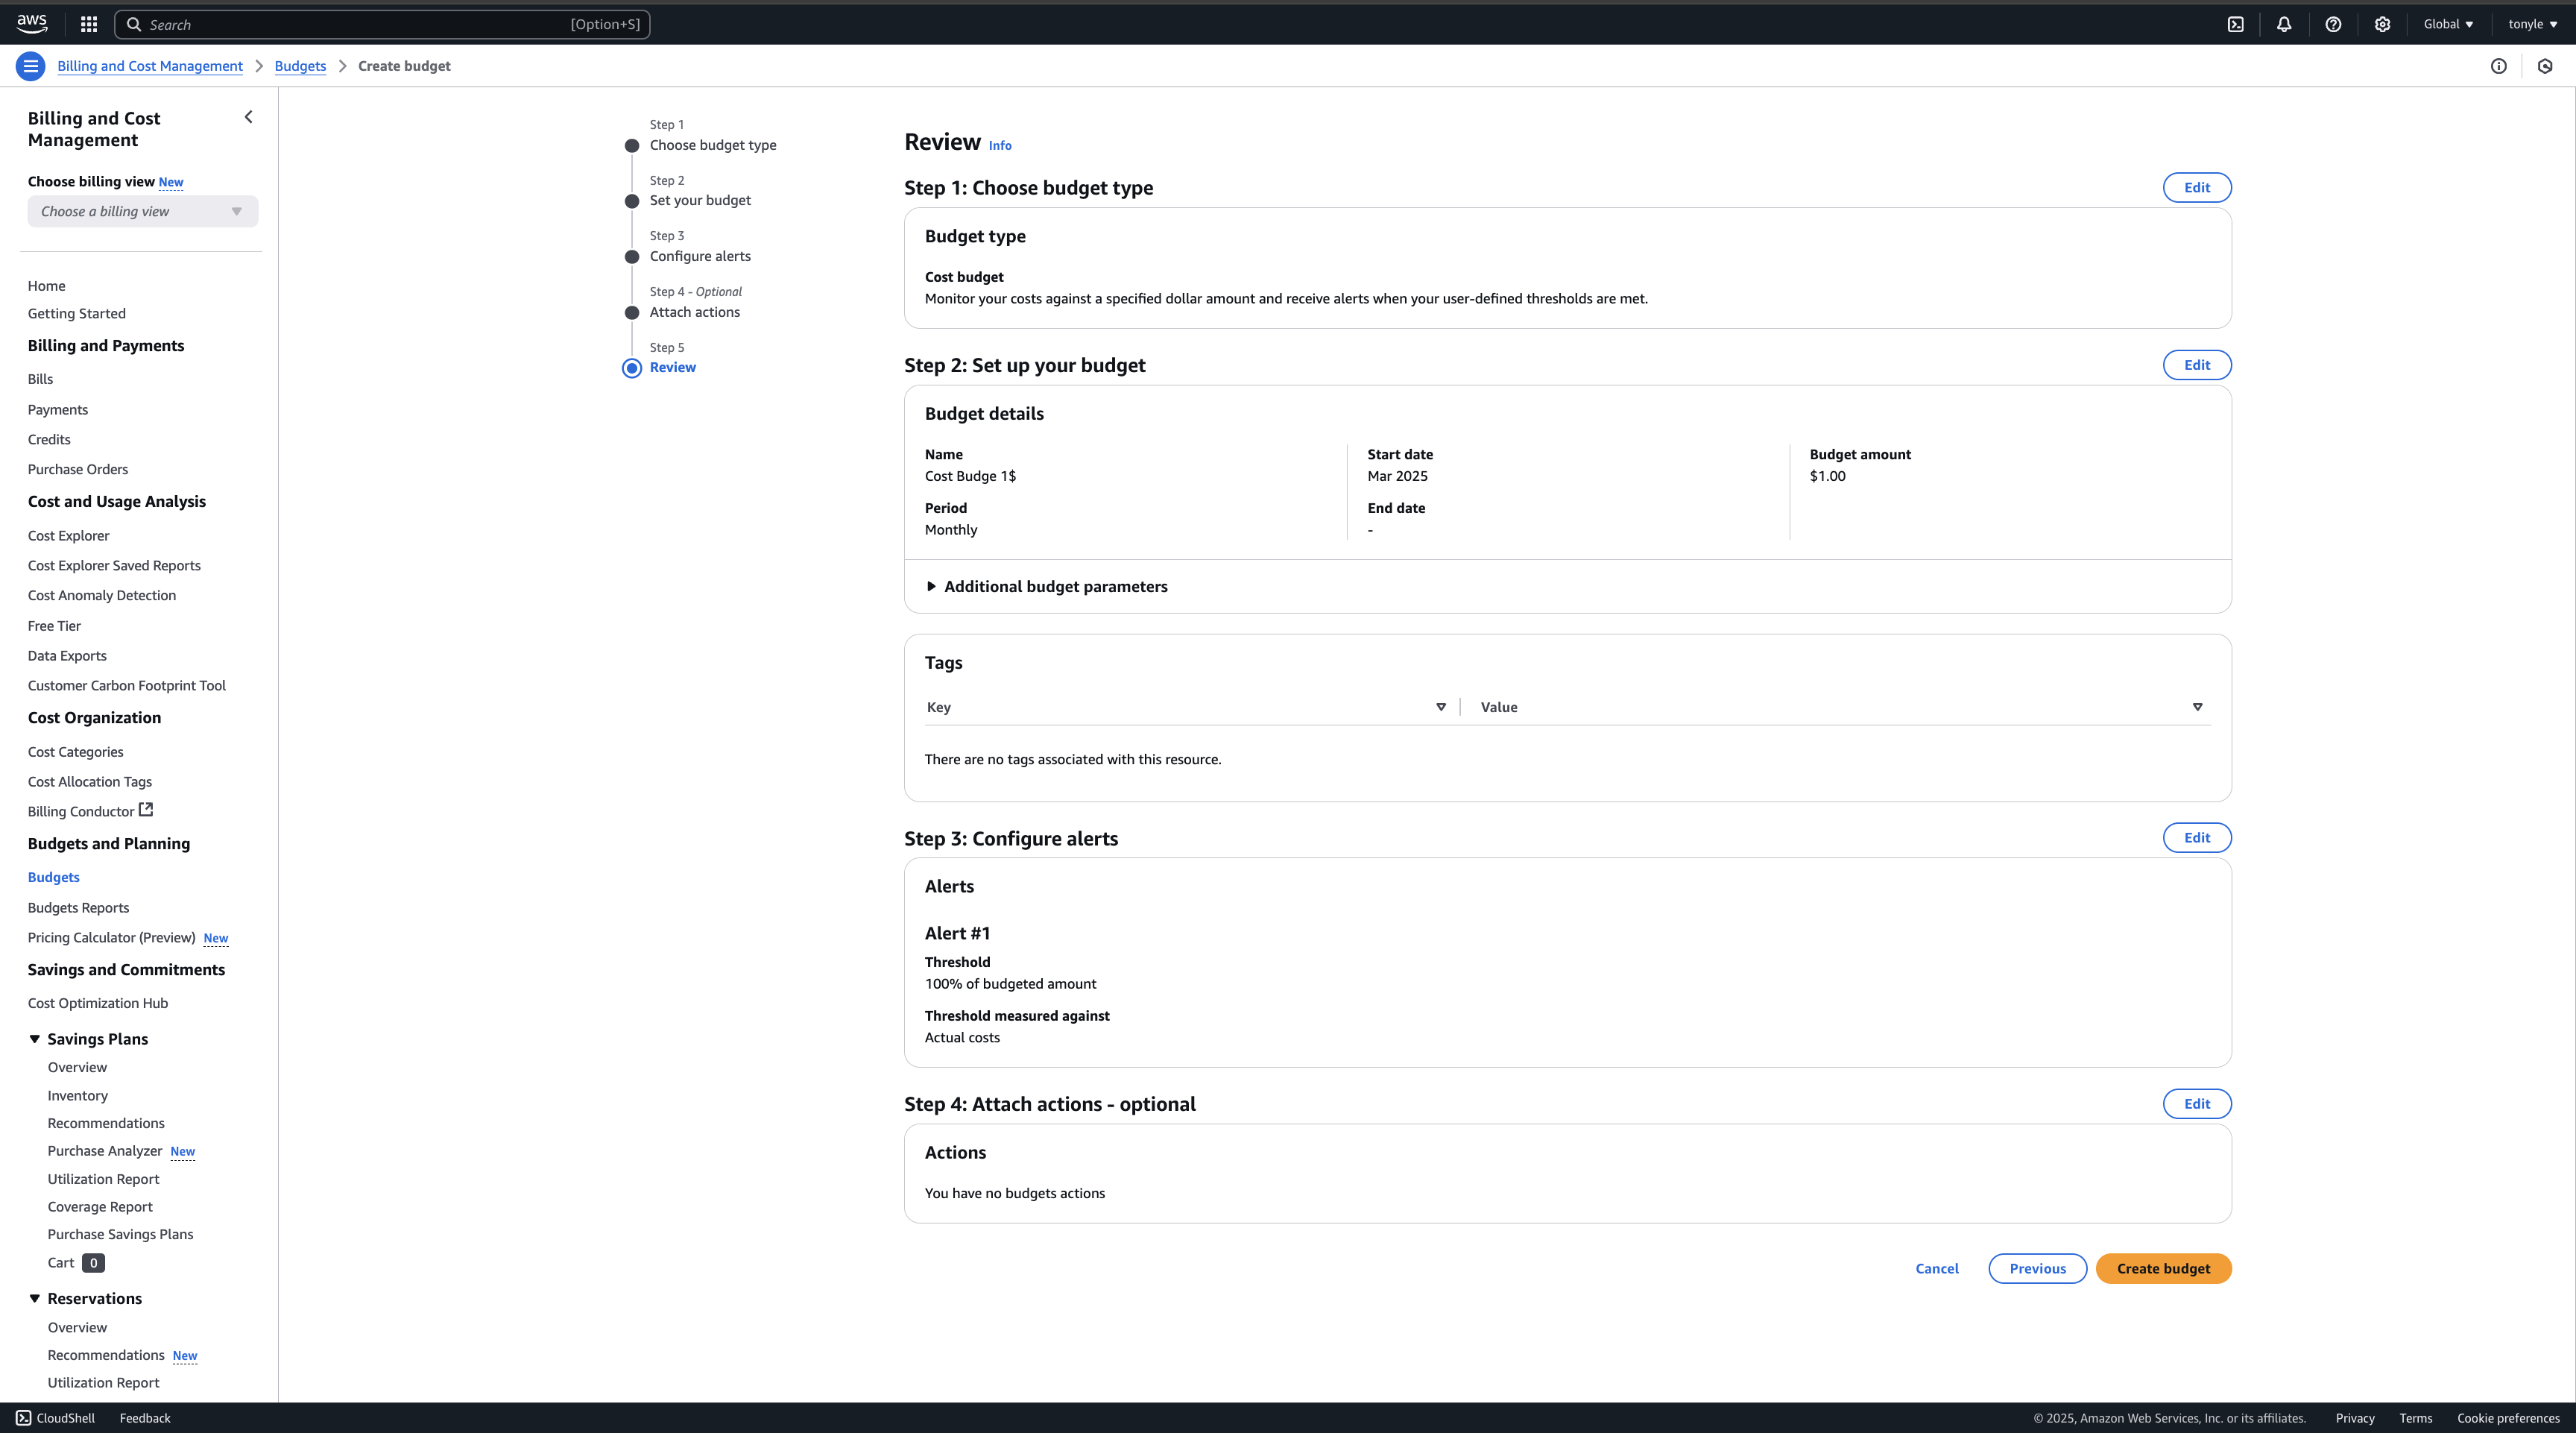 aws
Search [Option+S]
Global
tonyle
Billing and Cost Management
Budgets
Create budget
Billing and Cost
Management
Choose billing view New
Choose a billing view
Home
Getting Started
Billing and Payments
Bills
Payments
Credits
Purchase Orders
Cost and Usage Analysis
Cost Explorer
Cost Explorer Saved Reports
Cost Anomaly Detection
Free Tier
Data Exports
Customer Carbon Footprint Tool
Cost Organization
Cost Categories
Cost Allocation Tags
Billing Conductor
Budgets and Planning
Budgets
Budgets Reports
Pricing Calculator (Preview) New
Savings and Commitments
Cost Optimization Hub
Savings Plans
Overview
Inventory
Recommendations
Purchase Analyzer New
Utilization Report
Coverage Report
Purchase Savings Plans
Cart 0
Reservations
Overview
Recommendations New
Utilization Report
Step 1
Choose budget type
Step 2
Set your budget
Step 3
Configure alerts
Step 4 - Optional
Attach actions
Step 5
Review
Review Info
Step 1: Choose budget type
Edit
Budget type
Cost budget
Monitor your costs against a specified dollar amount and receive alerts when your user-defined thresholds are met.
Step 2: Set up your budget
Edit
Budget details
Name
Cost Budge 1$
Period
Monthly
Start date
Mar 2025
End date
-
Budget amount
$1.00
Additional budget parameters
Tags
Key
Value
There are no tags associated with this resource.
Step 3: Configure alerts
Edit
Alerts
Alert #1
Threshold
100% of budgeted amount
Threshold measured against
Actual costs
Step 4: Attach actions - optional
Edit
Actions
You have no budgets actions
Cancel
Previous
Create budget
CloudShell
Feedback
© 2025, Amazon Web Services, Inc. or its affiliates.
Privacy
Terms
Cookie preferences